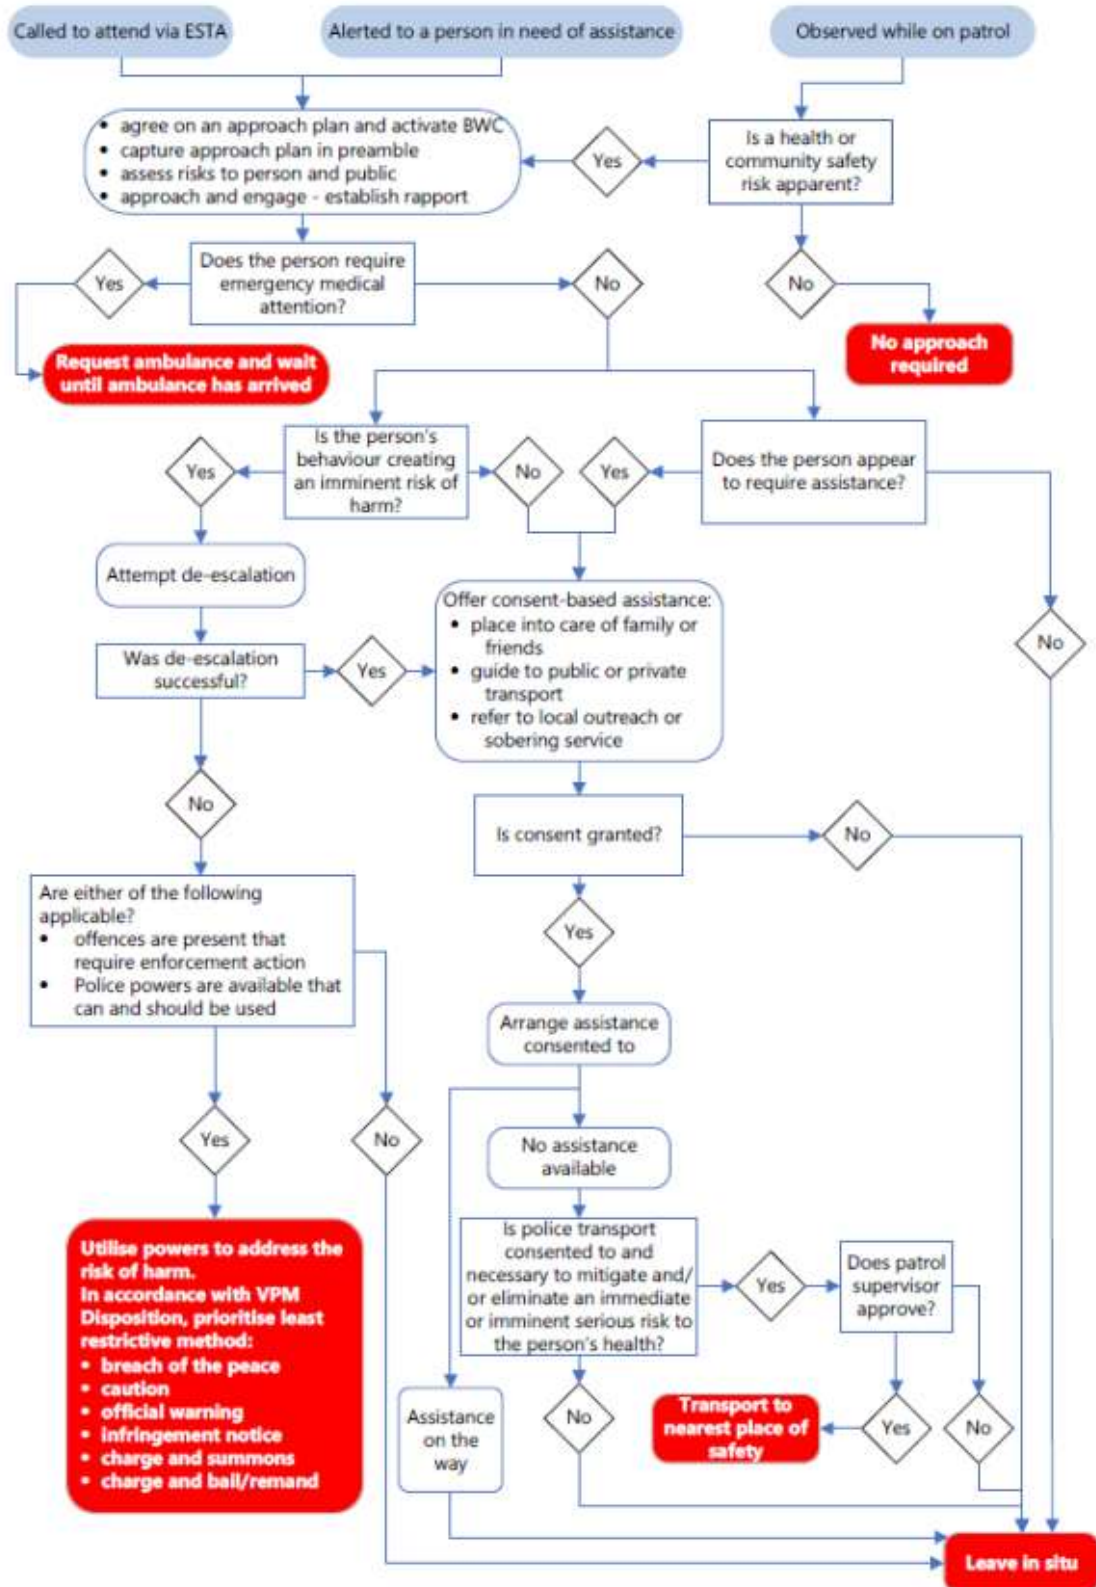 Called to attend via ESTA
Alerted to a person in need of assistance
Observed while on patrol
• agree on an approach plan and activate BWC
• capture approach plan in preamble
• assess risks to person and public
• approach and engage - establish rapport
Yes
Is a health or
community safety
risk apparent?
Yes
Does the person require
emergency medical
attention?
No
No
Request ambulance and wait
until ambulance has arrived
No approach
required
Yes
Is the person's
behaviour creating
an imminent risk of
harm?
No
Yes
Does the person appear
to require assistance?
Attempt de-escalation
Offer consent-based assistance:
• place into care of family or
friends
• guide to public or private
transport
• refer to local outreach or
sobering service
No
Was de-escalation
successful?
Yes
No
Is consent granted?
No
Are either of the following
applicable?
• offences are present that
require enforcement action
• Police powers are available that
can and should be used
Yes
Arrange assistance
consented to
Yes
No
No assistance
available
Utilise powers to address the
risk of harm.
In accordance with VPM
Disposition, prioritise least
restrictive method:
• breach of the peace
• caution
• official warning
• infringement notice
• charge and summons
• charge and bail/remand
Is police transport
consented to and
necessary to mitigate and/
or eliminate an immediate
or imminent serious risk to
the person's health?
Yes
Does patrol
supervisor
approve?
Assistance
on the
way
No
Transport to
nearest place of
safety
Yes
No
Leave in situ